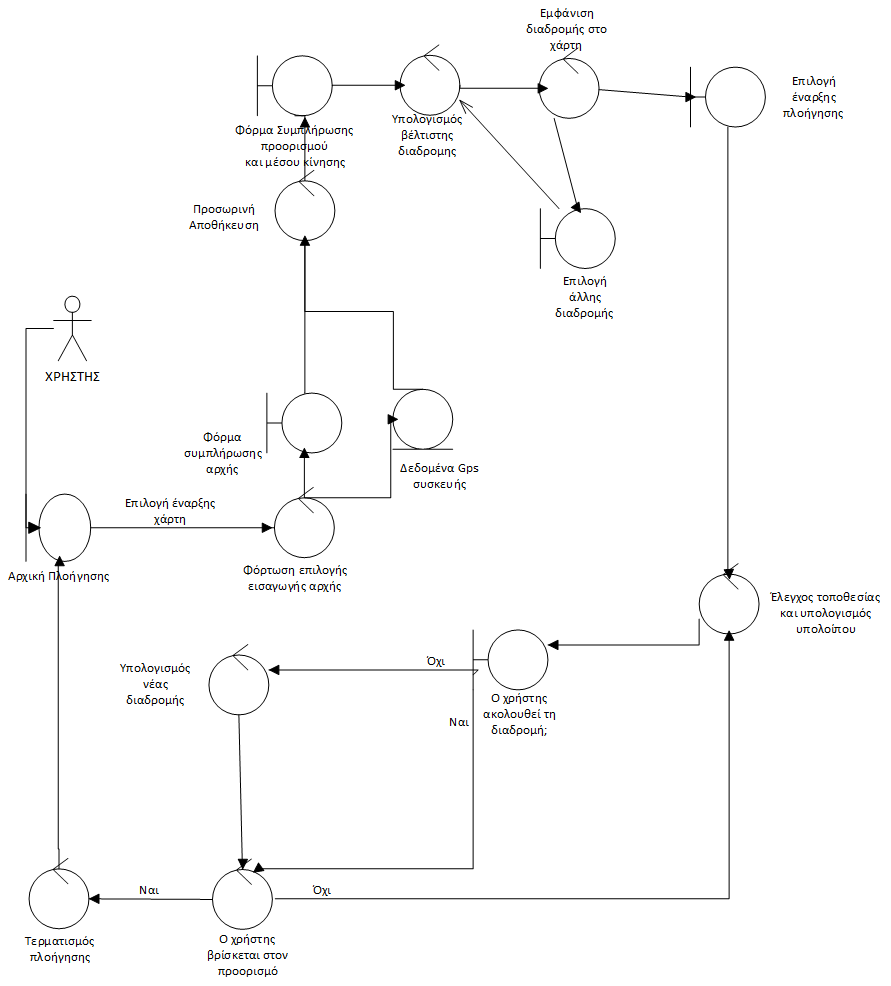 Εμφάνιση
διαδρομής στο
χάρτη
Επιλογή
έναρξης
πλοήγησης
Φόρμα Συμπλήρωσης
προορισμού
και μέσου κίνησης
Υπολογισμός
βέλτιστης
διαδρομης
Προσωρινή
Αποθήκευση
Επιλογή
άλλης
διαδρομής
ΧΡΗΣΤΗΣ
Φόρμα
συμπλήρωσης
αρχής
Δεδομένα Gps
συσκευής
Επιλογή έναρξης
χάρτη
Αρχική Πλοήγησης
Φόρτωση επιλογής
εισαγωγής αρχής
Έλεγχος τοποθεσίας
και υπολογισμός
υπολοίπου
Υπολογισμός
νέας
διαδρομής
Όχι
Ο χρήστης
ακολουθεί τη
διαδρομή;
Ναι
Ναι
Όχι
Τερματισμός
πλοήγησης
Ο χρήστης
βρίσκεται στον
προορισμό